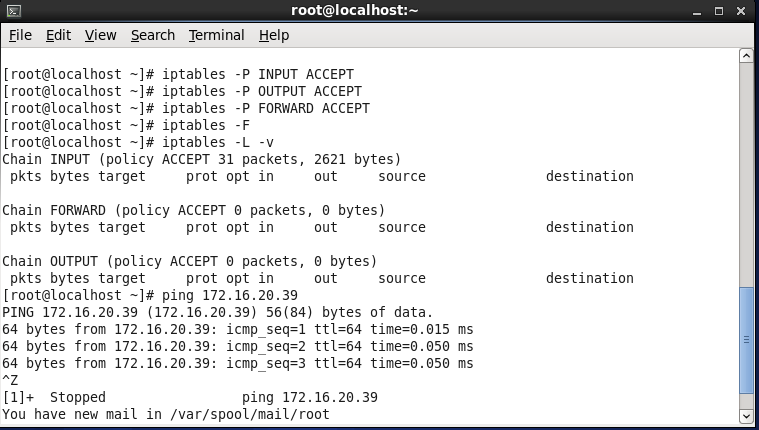 root@localhost:~
File Edit View Search Terminal Help
[root@localhost ~]# iptables -P INPUT ACCEPT
[root@localhost ~]# iptables -P OUTPUT ACCEPT
[root@localhost ~]# iptables -P FORWARD ACCEPT
[root@localhost ~]# iptables -F
[root@localhost ~]# iptables -L -v
Chain INPUT (policy ACCEPT 31 packets, 2621 bytes)
 pkts bytes target     prot opt in     out     source               destination

Chain FORWARD (policy ACCEPT 0 packets, 0 bytes)
 pkts bytes target     prot opt in     out     source               destination

Chain OUTPUT (policy ACCEPT 0 packets, 0 bytes)
 pkts bytes target     prot opt in     out     source               destination
[root@localhost ~]# ping 172.16.20.39
PING 172.16.20.39 (172.16.20.39) 56(84) bytes of data.
64 bytes from 172.16.20.39: icmp_seq=1 ttl=64 time=0.015 ms
64 bytes from 172.16.20.39: icmp_seq=2 ttl=64 time=0.050 ms
64 bytes from 172.16.20.39: icmp_seq=3 ttl=64 time=0.050 ms
^Z
[1]+  Stopped                 ping 172.16.20.39
You have new mail in /var/spool/mail/root